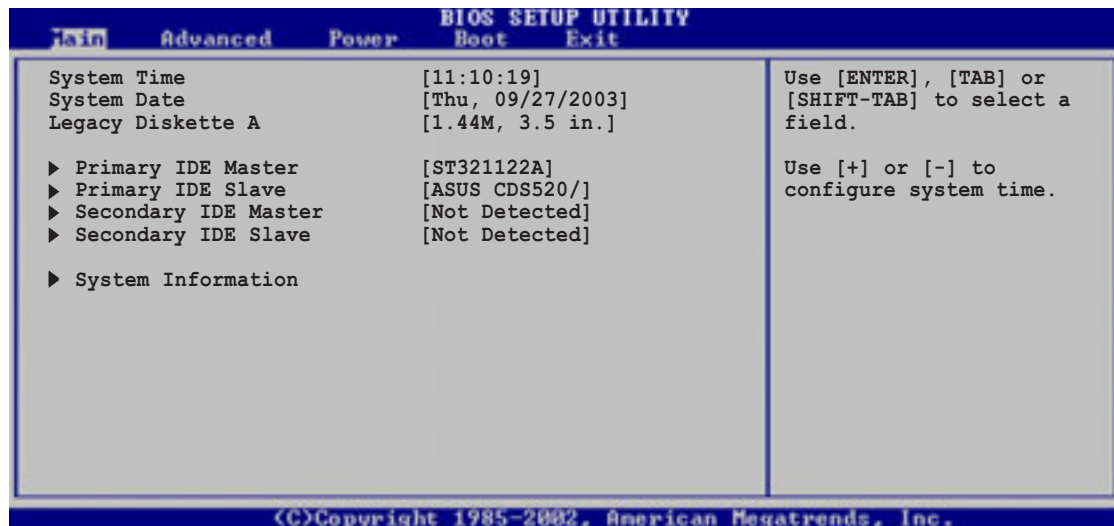 BIOS SETUP UTILITY
Main Advanced Power Boot Exit
System Time [11:10:19]
System Date [Thu, 09/27/2003]
Legacy Diskette A [1.44M, 3.5 in.]
Primary IDE Master [ST321122A]
Primary IDE Slave [ASUS CDS520/]
Secondary IDE Master [Not Detected]
Secondary IDE Slave [Not Detected]
System Information
Use [ENTER], [TAB] or
[SHIFT-TAB] to select a
field.
Use [+] or [-] to
configure system time.
(C)Copyright 1985-2002, American Megatrends, Inc.